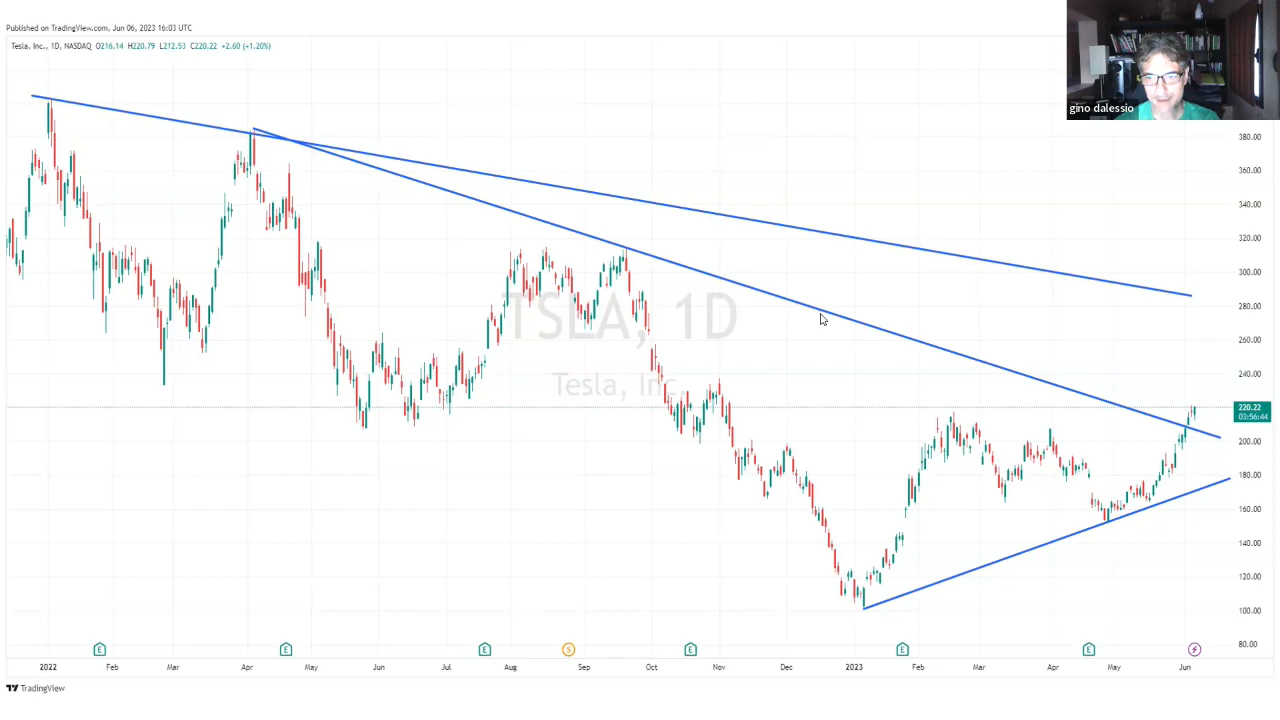 Published on TradingView.com, Jun 06, 2023 16:03 UTC
Tesla, Inc., 1D, NASDAQ O216.14 H220.79 L212.53 C220.22 +2.60 (+1.20%)
gino dalessio
380.00
360.00
340.00
320.00
300.00
280.00
260.00
240.00
220.22
03:56:44
200.00
180.00
160.00
140.00
120.00
100.00
80.00
TSLA, 1D
Tesla, Inc.
E E E S E E E
2022 Feb Mar Apr May Jun Jul Aug Sep Oct Nov Dec 2023 Feb Mar Apr May Jun
TradingView